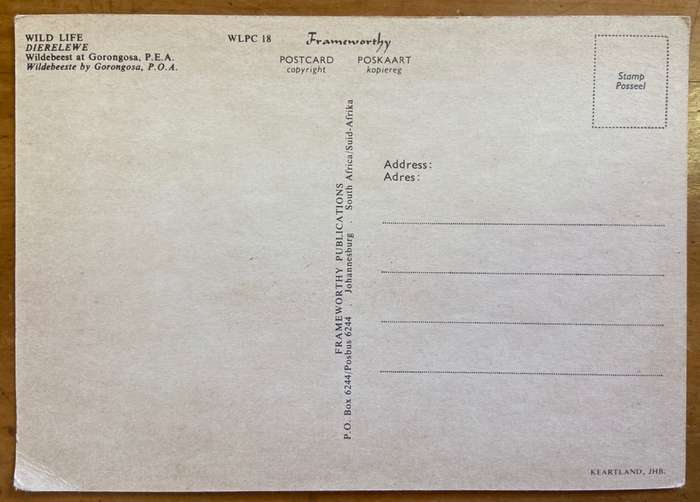 WILD LIFE
DIERELEWE
Wildebeest at Gorongosa, P.E.A.
Wildebeeste by Gorongosa, P.O.A.
WLPC 18
Frameworthy
POSTCARD POSKAART
copyright kopiereg
Stamp
Posseel
FRAMEWORTHY PUBLICATIONS
P.O. Box 6244/Posbus 6244 . Johannesburg . South Africa/Suid-Afrika
Address:
Adres:
KEARTLAND, JHB.